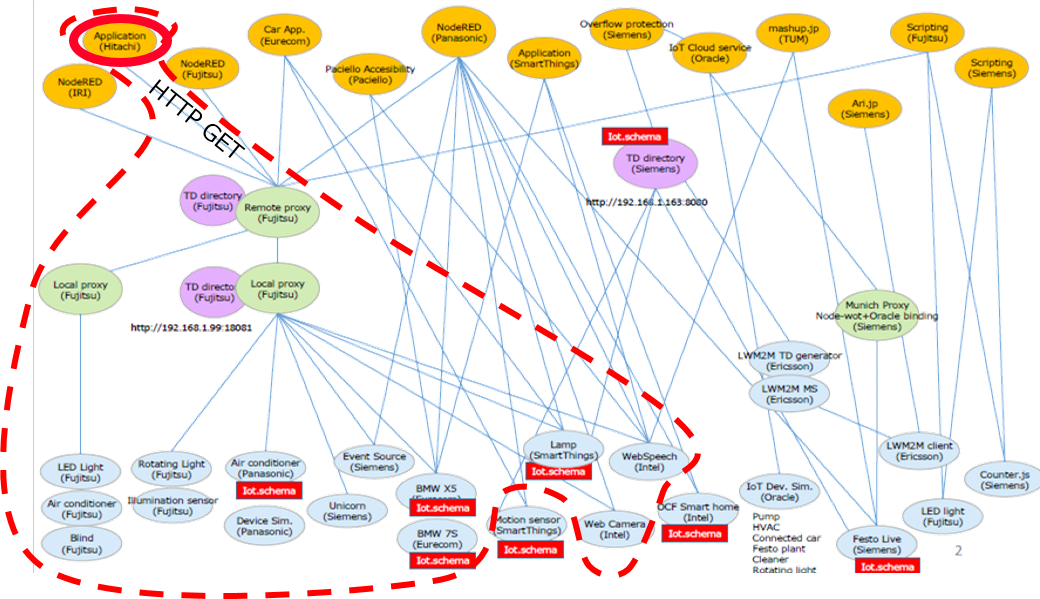 Application
(Hitachi)
Car App.
(Eurecom)
NodeRED
(Panasonic)
Overflow protection
(Siemens)
mashup.jp
(TUM)
Scripting
(Fujitsu)
NodeRED
(Fujitsu)
NodeRED
(IRI)
Paciello Accesibility
(Paciello)
Application
(SmartThings)
IoT Cloud service
(Oracle)
Scripting
(Siemens)
Ari.jp
(Siemens)
HTTP GET
Iot.schema
TD directory
(Siemens)
http://192.168.1.163:8080
TD directory
(Fujitsu)
Remote proxy
(Fujitsu)
Local proxy
(Fujitsu)
TD director
(Fujitsu)
Local proxy
(Fujitsu)
http://192.168.1.99:18081
Munich Proxy
Node-wot+Oracle binding
(Siemens)
LWM2M TD generator
(Ericsson)
LWM2M MS
(Ericsson)
LED Light
(Fujitsu)
Air conditioner
(Fujitsu)
Blind
(Fujitsu)
Rotating Light
(Fujitsu)
Illumination sensor
(Fujitsu)
Air conditioner
(Panasonic)
Iot.schema
Device Sim.
(Panasonic)
Event Source
(Siemens)
Unicorn
(Siemens)
BMW X5
(Eurecom)
Iot.schema
BMW 7S
(Eurecom)
Iot.schema
Lamp
(SmartThings)
Iot.schema
Motion sensor
(SmartThings)
Iot.schema
WebSpeech
(Intel)
Web Camera
(Intel)
OCF Smart home
(Intel)
Iot.schema
IoT Dev. Sim.
(Oracle)
Pump
HVAC
Connected car
Festo plant
Cleaner
Rotating light
LWM2M client
(Ericsson)
Counter.js
(Siemens)
LED light
(Fujitsu)
Festo Live
(Siemens)
Iot.schema
2